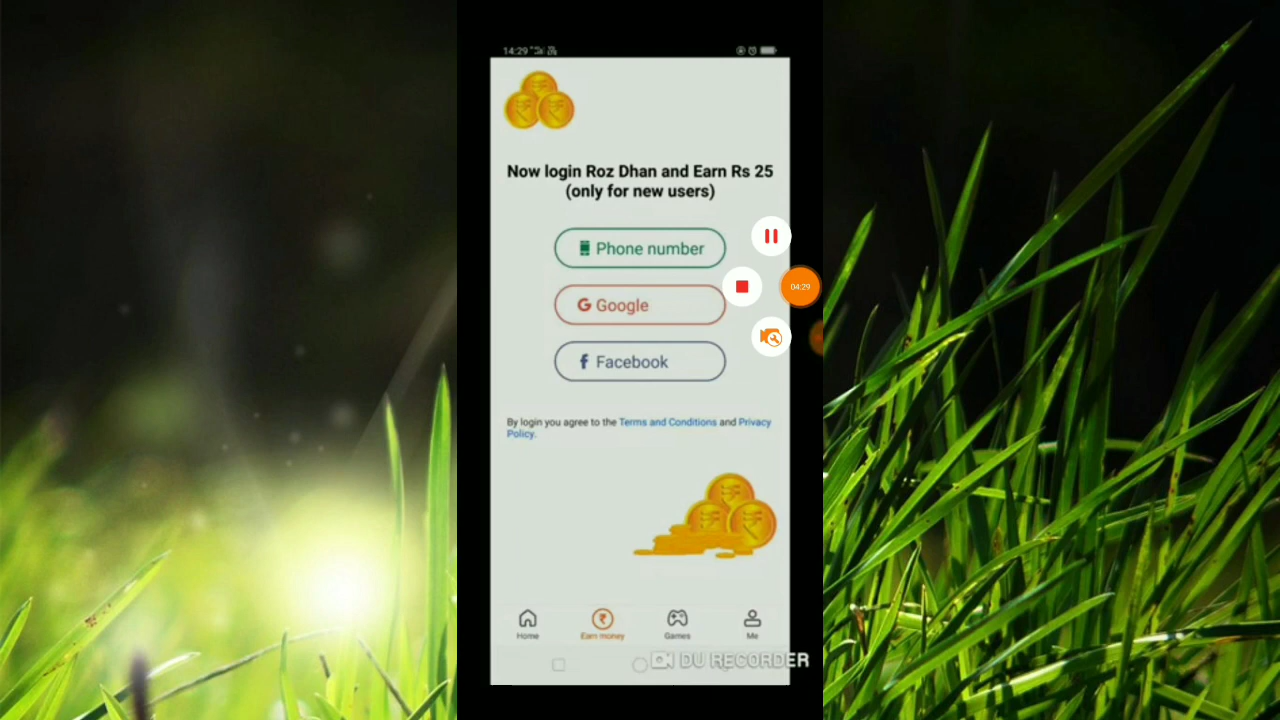 14:29
Now login Roz Dhan and Earn Rs 25
(only for new users)
Phone number
G Google
f Facebook
04:29
By login you agree to the Terms and Conditions and Privacy
Policy.
Home
Earn money
Games
Me
DU RECORDER